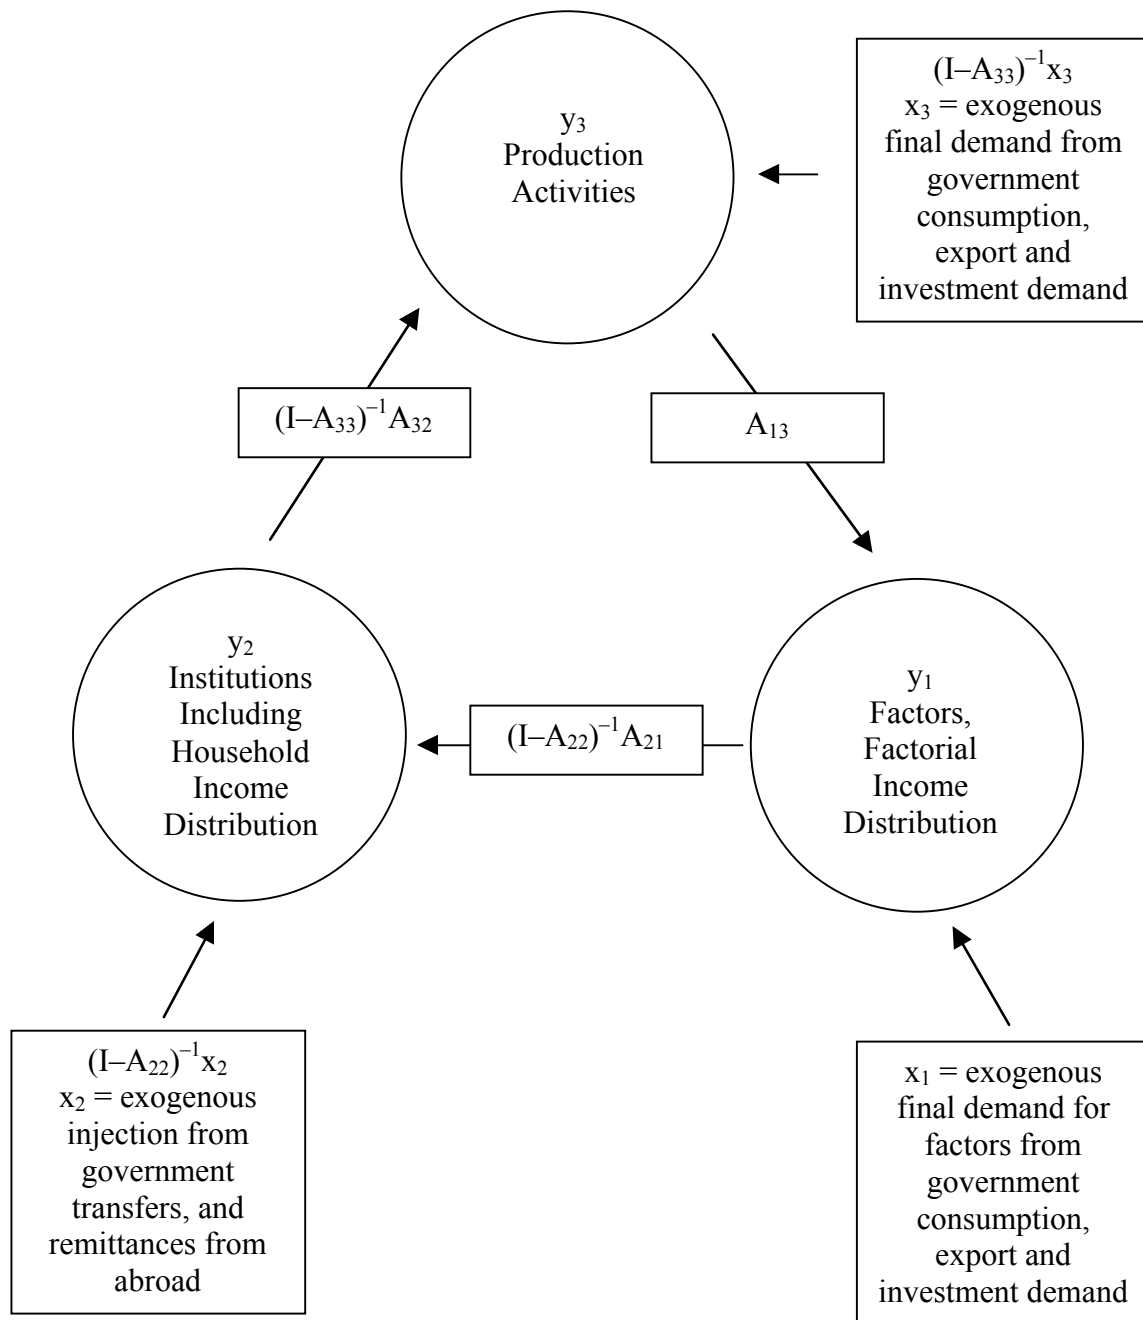 y₃
Production
Activities
(I–A₃₃)⁻¹x₃
x₃ = exogenous
final demand from
government
consumption,
export and
investment demand
(I–A₃₃)⁻¹A₃₂
A₁₃
y₂
Institutions
Including
Household
Income
Distribution
(I–A₂₂)⁻¹A₂₁
y₁
Factors,
Factorial
Income
Distribution
(I–A₂₂)⁻¹x₂
x₂ = exogenous
injection from
government
transfers, and
remittances from
abroad
x₁ = exogenous
final demand for
factors from
government
consumption,
export and
investment demand